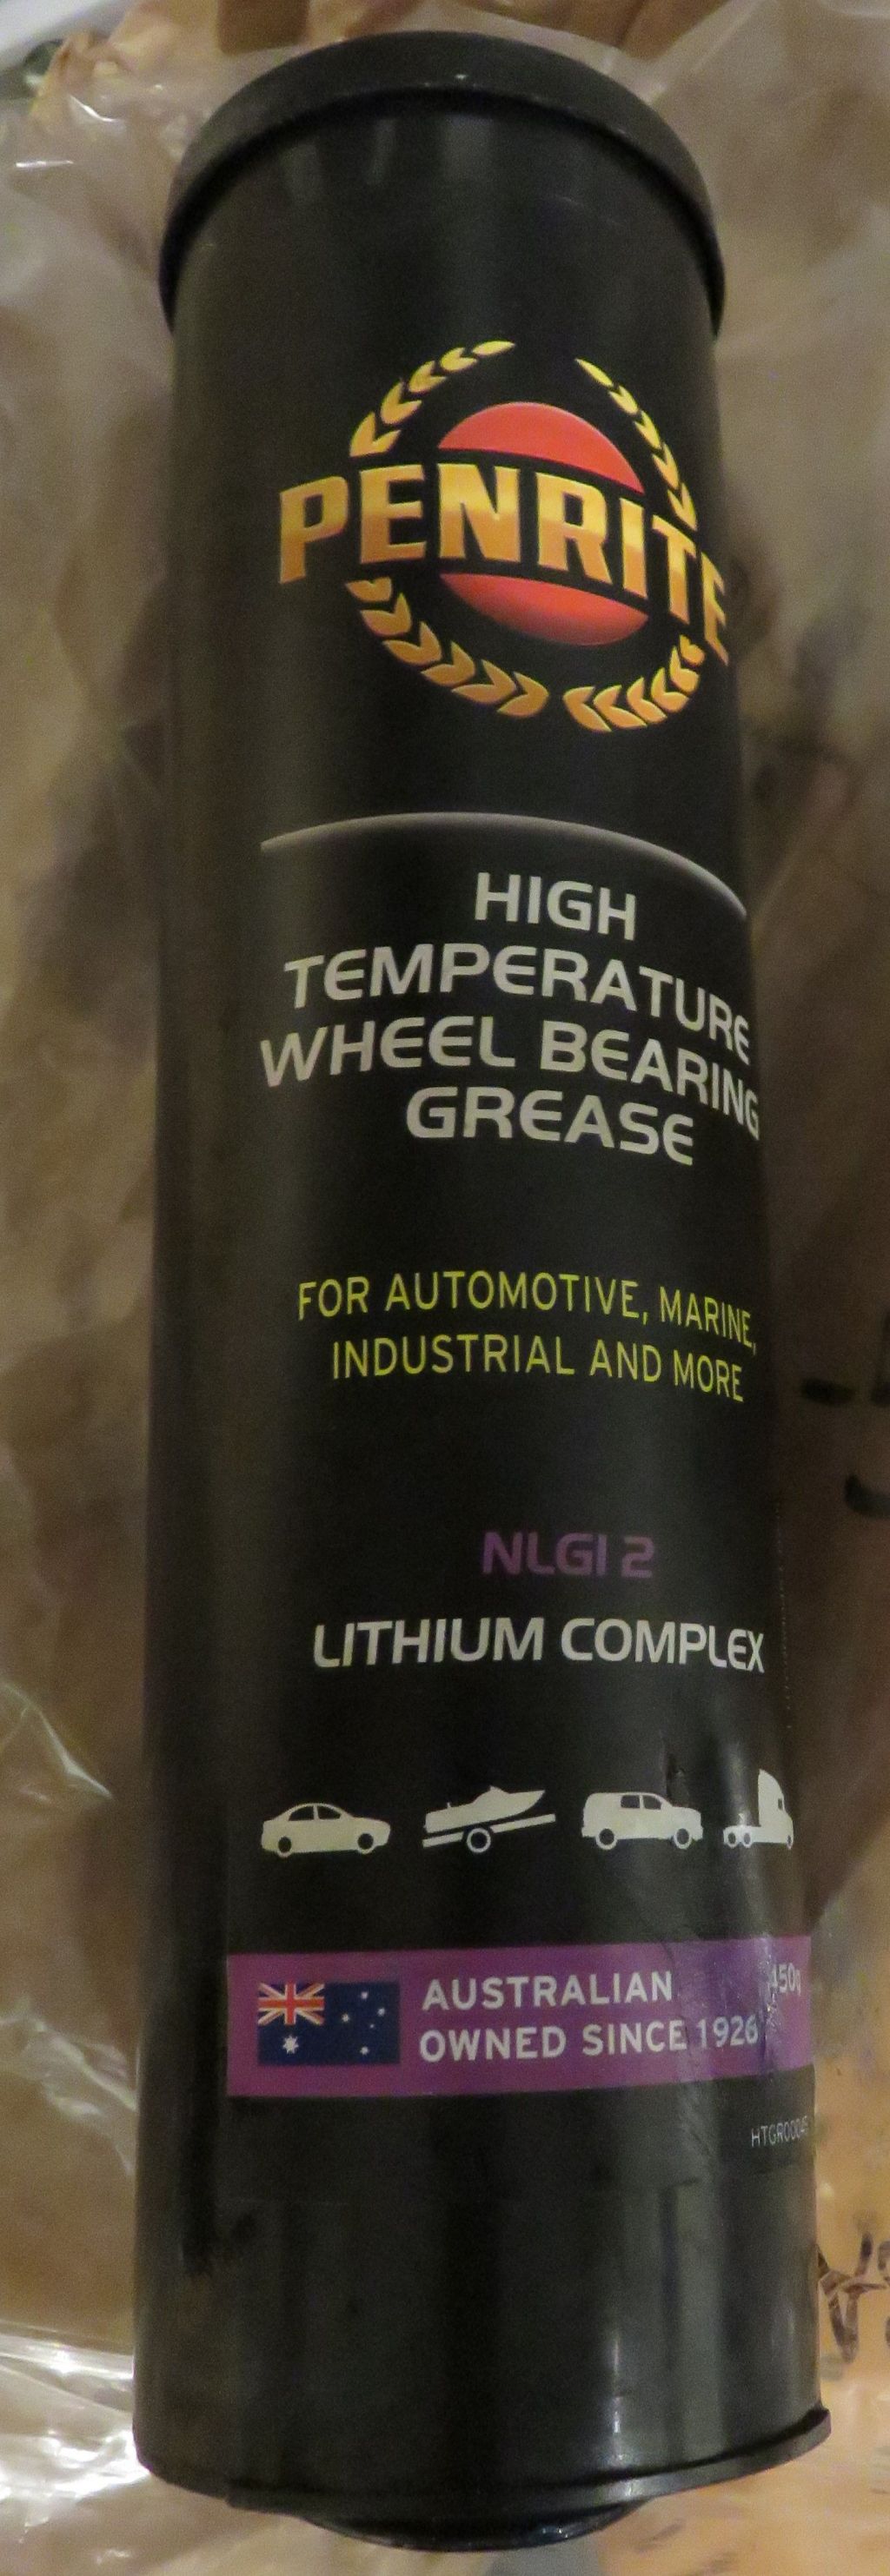 PENRITE
HIGH
TEMPERATURE
WHEEL BEARING
GREASE
FOR AUTOMOTIVE, MARINE,
INDUSTRIAL AND MORE
NLGI 2
LITHIUM COMPLEX
AUSTRALIAN
OWNED SINCE 1926
450g